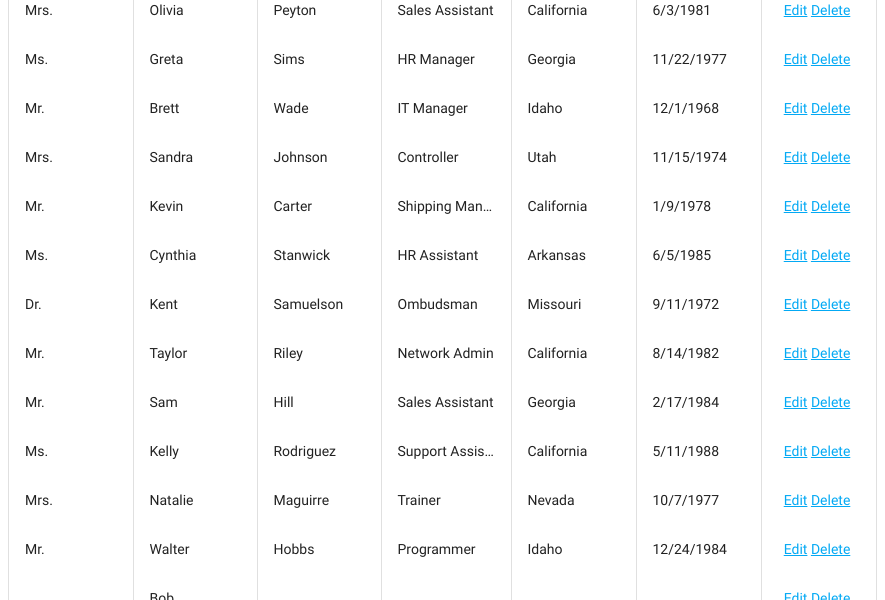 Mrs. Olivia Peyton Sales Assistant California 6/3/1981 Edit Delete
Ms. Greta Sims HR Manager Georgia 11/22/1977 Edit Delete
Mr. Brett Wade IT Manager Idaho 12/1/1968 Edit Delete
Mrs. Sandra Johnson Controller Utah 11/15/1974 Edit Delete
Mr. Kevin Carter Shipping Man... California 1/9/1978 Edit Delete
Ms. Cynthia Stanwick HR Assistant Arkansas 6/5/1985 Edit Delete
Dr. Kent Samuelson Ombudsman Missouri 9/11/1972 Edit Delete
Mr. Taylor Riley Network Admin California 8/14/1982 Edit Delete
Mr. Sam Hill Sales Assistant Georgia 2/17/1984 Edit Delete
Ms. Kelly Rodriguez Support Assis... California 5/11/1988 Edit Delete
Mrs. Natalie Maguirre Trainer Nevada 10/7/1977 Edit Delete
Mr. Walter Hobbs Programmer Idaho 12/24/1984 Edit Delete
Bob Edit Delete